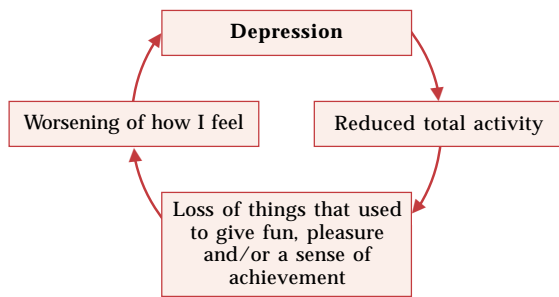 Depression
Worsening of how I feel
Reduced total activity
Loss of things that used
to give fun, pleasure
and/or a sense of
achievement